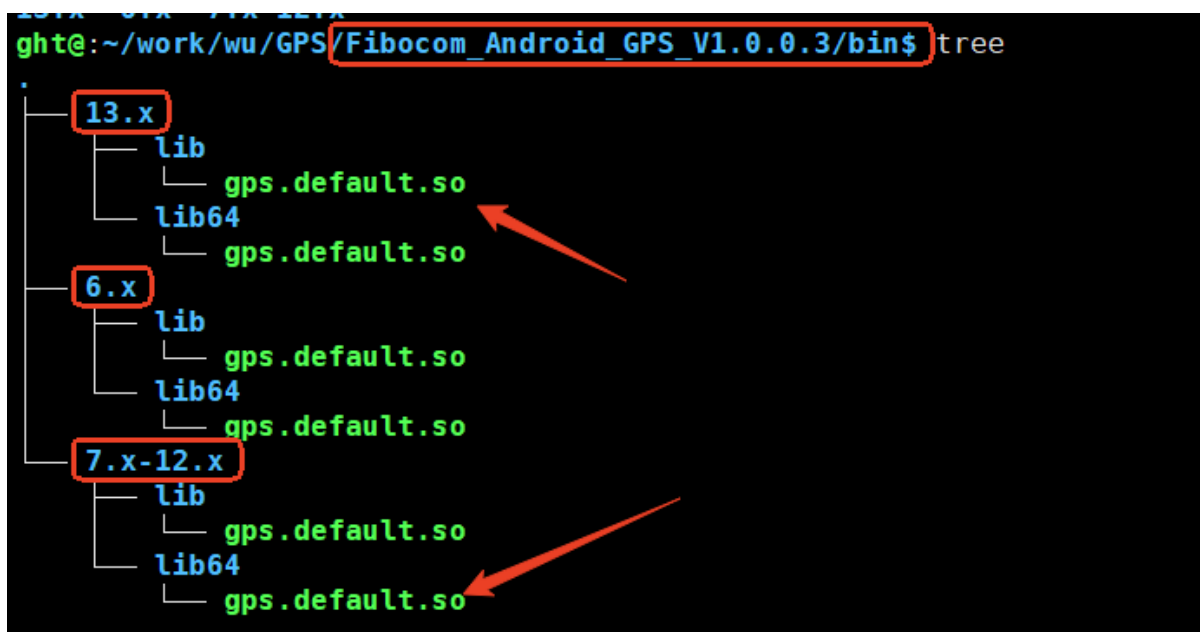 ght@:~/work/wu/GPS/Fibocom_Android_GPS_V1.0.0.3/bin$ tree
.
├── 13.x
│   ├── lib
│   │   └── gps.default.so
│   └── lib64
│       └── gps.default.so
├── 6.x
│   ├── lib
│   │   └── gps.default.so
│   └── lib64
│       └── gps.default.so
└── 7.x-12.x
    ├── lib
    │   └── gps.default.so
    └── lib64
        └── gps.default.so